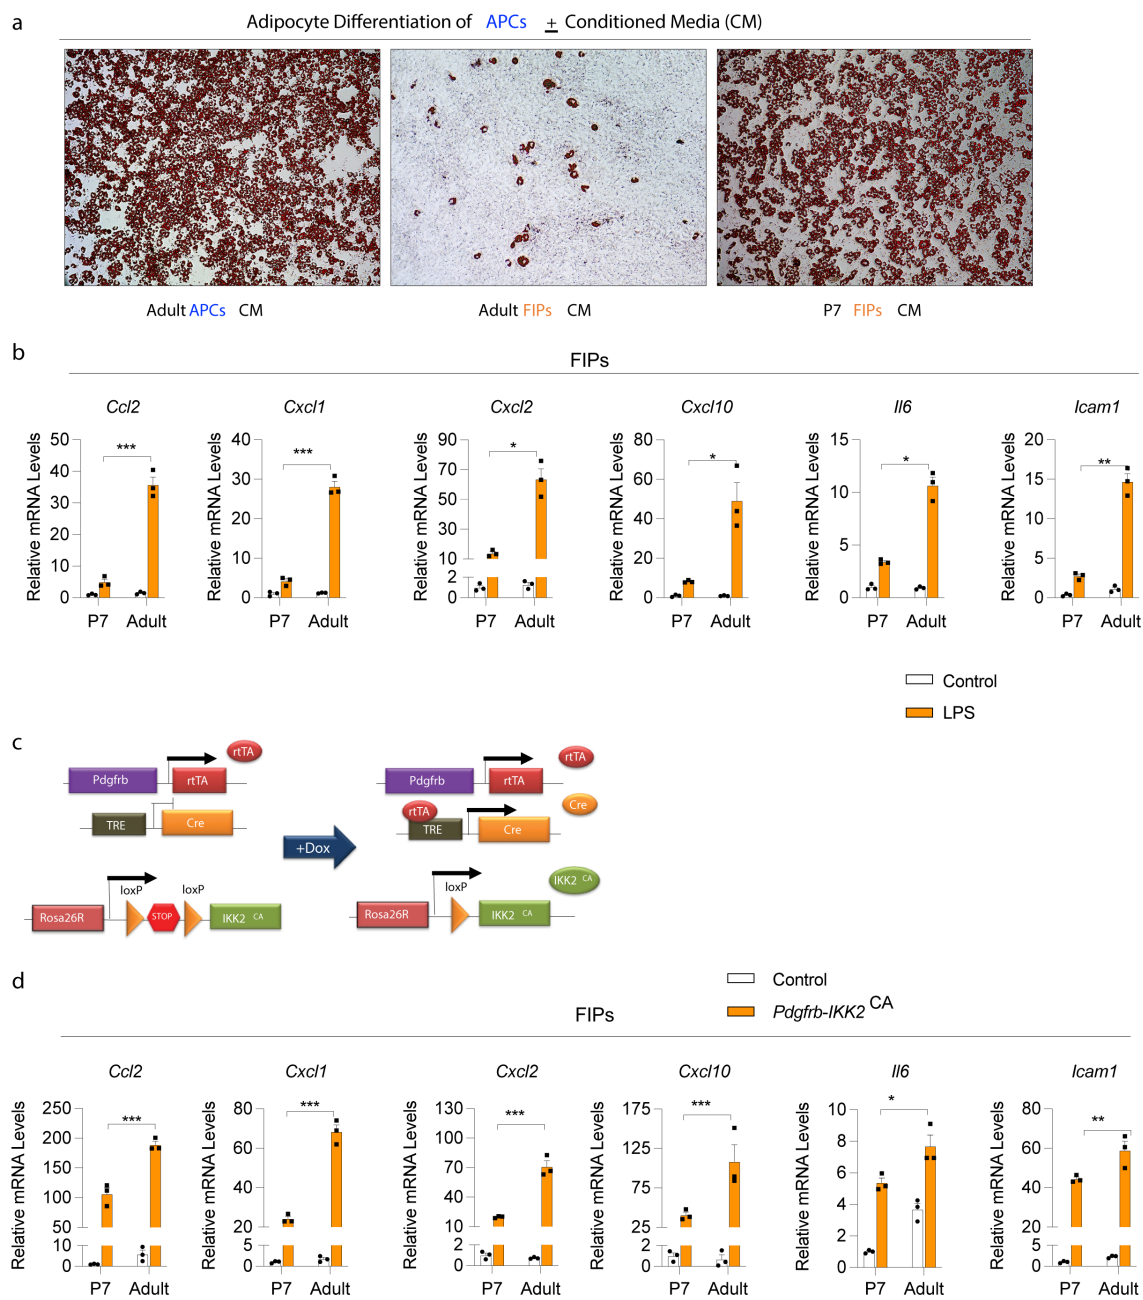 a
Adipocyte Differentiation of APCs ± Conditioned Media (CM)
Adult APCs CM
Adult FIPs CM
P7 FIPs CM
b
FIPs
Ccl2
Cxcl1
Cxcl2
Cxcl10
Il6
Icam1
Relative mRNA Levels
50
40
30
20
10
0
***
P7 Adult
Relative mRNA Levels
40
30
20
10
0
***
P7 Adult
Relative mRNA Levels
90
70
50
30
10
2
0
*
P7 Adult
Relative mRNA Levels
80
60
40
20
0
*
P7 Adult
Relative mRNA Levels
15
10
5
0
*
P7 Adult
Relative mRNA Levels
20
15
10
5
0
**
P7 Adult
Control
LPS
c
rtTA
Pdgfrb rtTA
TRE Cre
loxP loxP
Rosa26R STOP IKK2 CA
+Dox
rtTA
Pdgfrb rtTA
rtTA Cre
TRE Cre
IKK2 CA
loxP
Rosa26R IKK2 CA
d
Control
Pdgfrb-IKK2 CA
FIPs
Ccl2
Cxcl1
Cxcl2
Cxcl10
Il6
Icam1
Relative mRNA Levels
250
200
150
100
50
10
0
***
P7 Adult
Relative mRNA Levels
80
60
40
20
5
0
***
P7 Adult
Relative mRNA Levels
130
100
70
40
10
2
0
***
P7 Adult
Relative mRNA Levels
175
125
75
25
2
0
***
P7 Adult
Relative mRNA Levels
10
8
6
4
2
0
*
P7 Adult
Relative mRNA Levels
80
60
40
20
5
0
**
P7 Adult